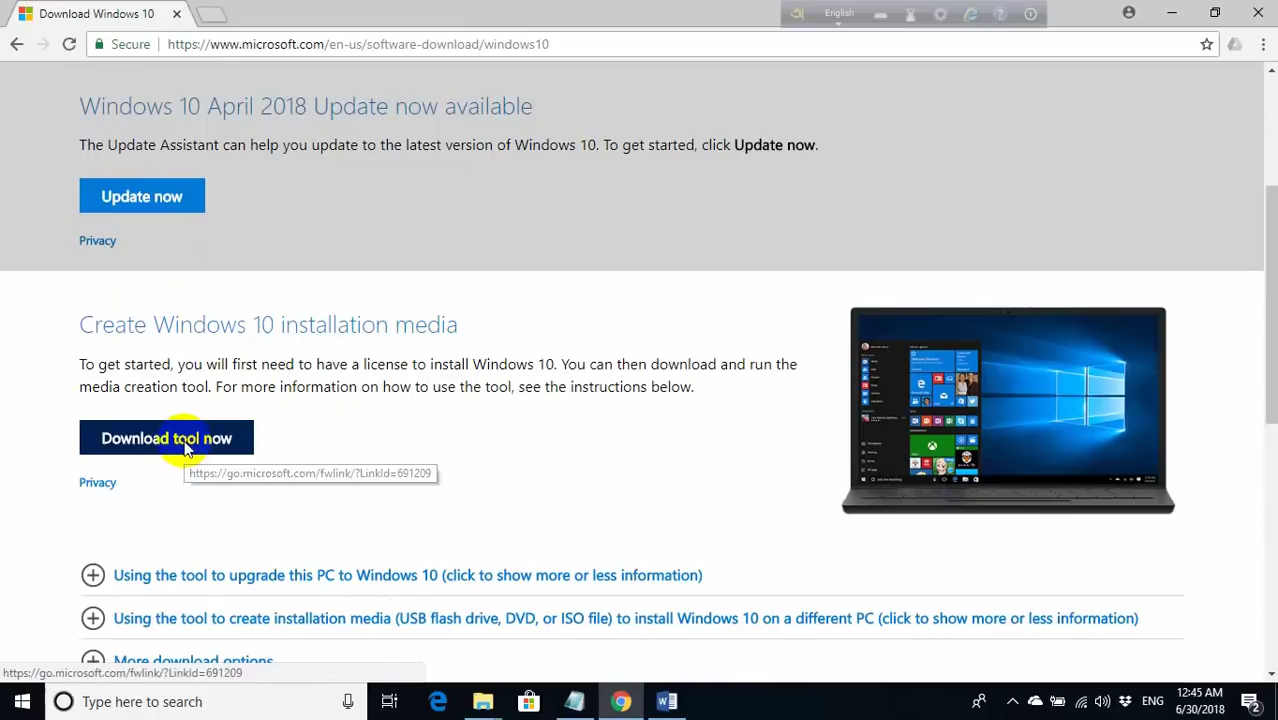 Download Windows 10
English
Secure
https://www.microsoft.com/en-us/software-download/windows10
Windows 10 April 2018 Update now available
The Update Assistant can help you update to the latest version of Windows 10. To get started, click Update now.
Update now
Privacy
Create Windows 10 installation media
To get started, you will first need to have a license to install Windows 10. You can then download and run the
media creation tool. For more information on how to use the tool, see the instructions below.
Download tool now
https://go.microsoft.com/fwlink/?LinkId=691209
Privacy
Using the tool to upgrade this PC to Windows 10 (click to show more or less information)
Using the tool to create installation media (USB flash drive, DVD, or ISO file) to install Windows 10 on a different PC (click to show more or less information)
More download options
https://go.microsoft.com/fwlink/?LinkId=691209
Type here to search
ENG
12:45 AM
6/30/2018
2